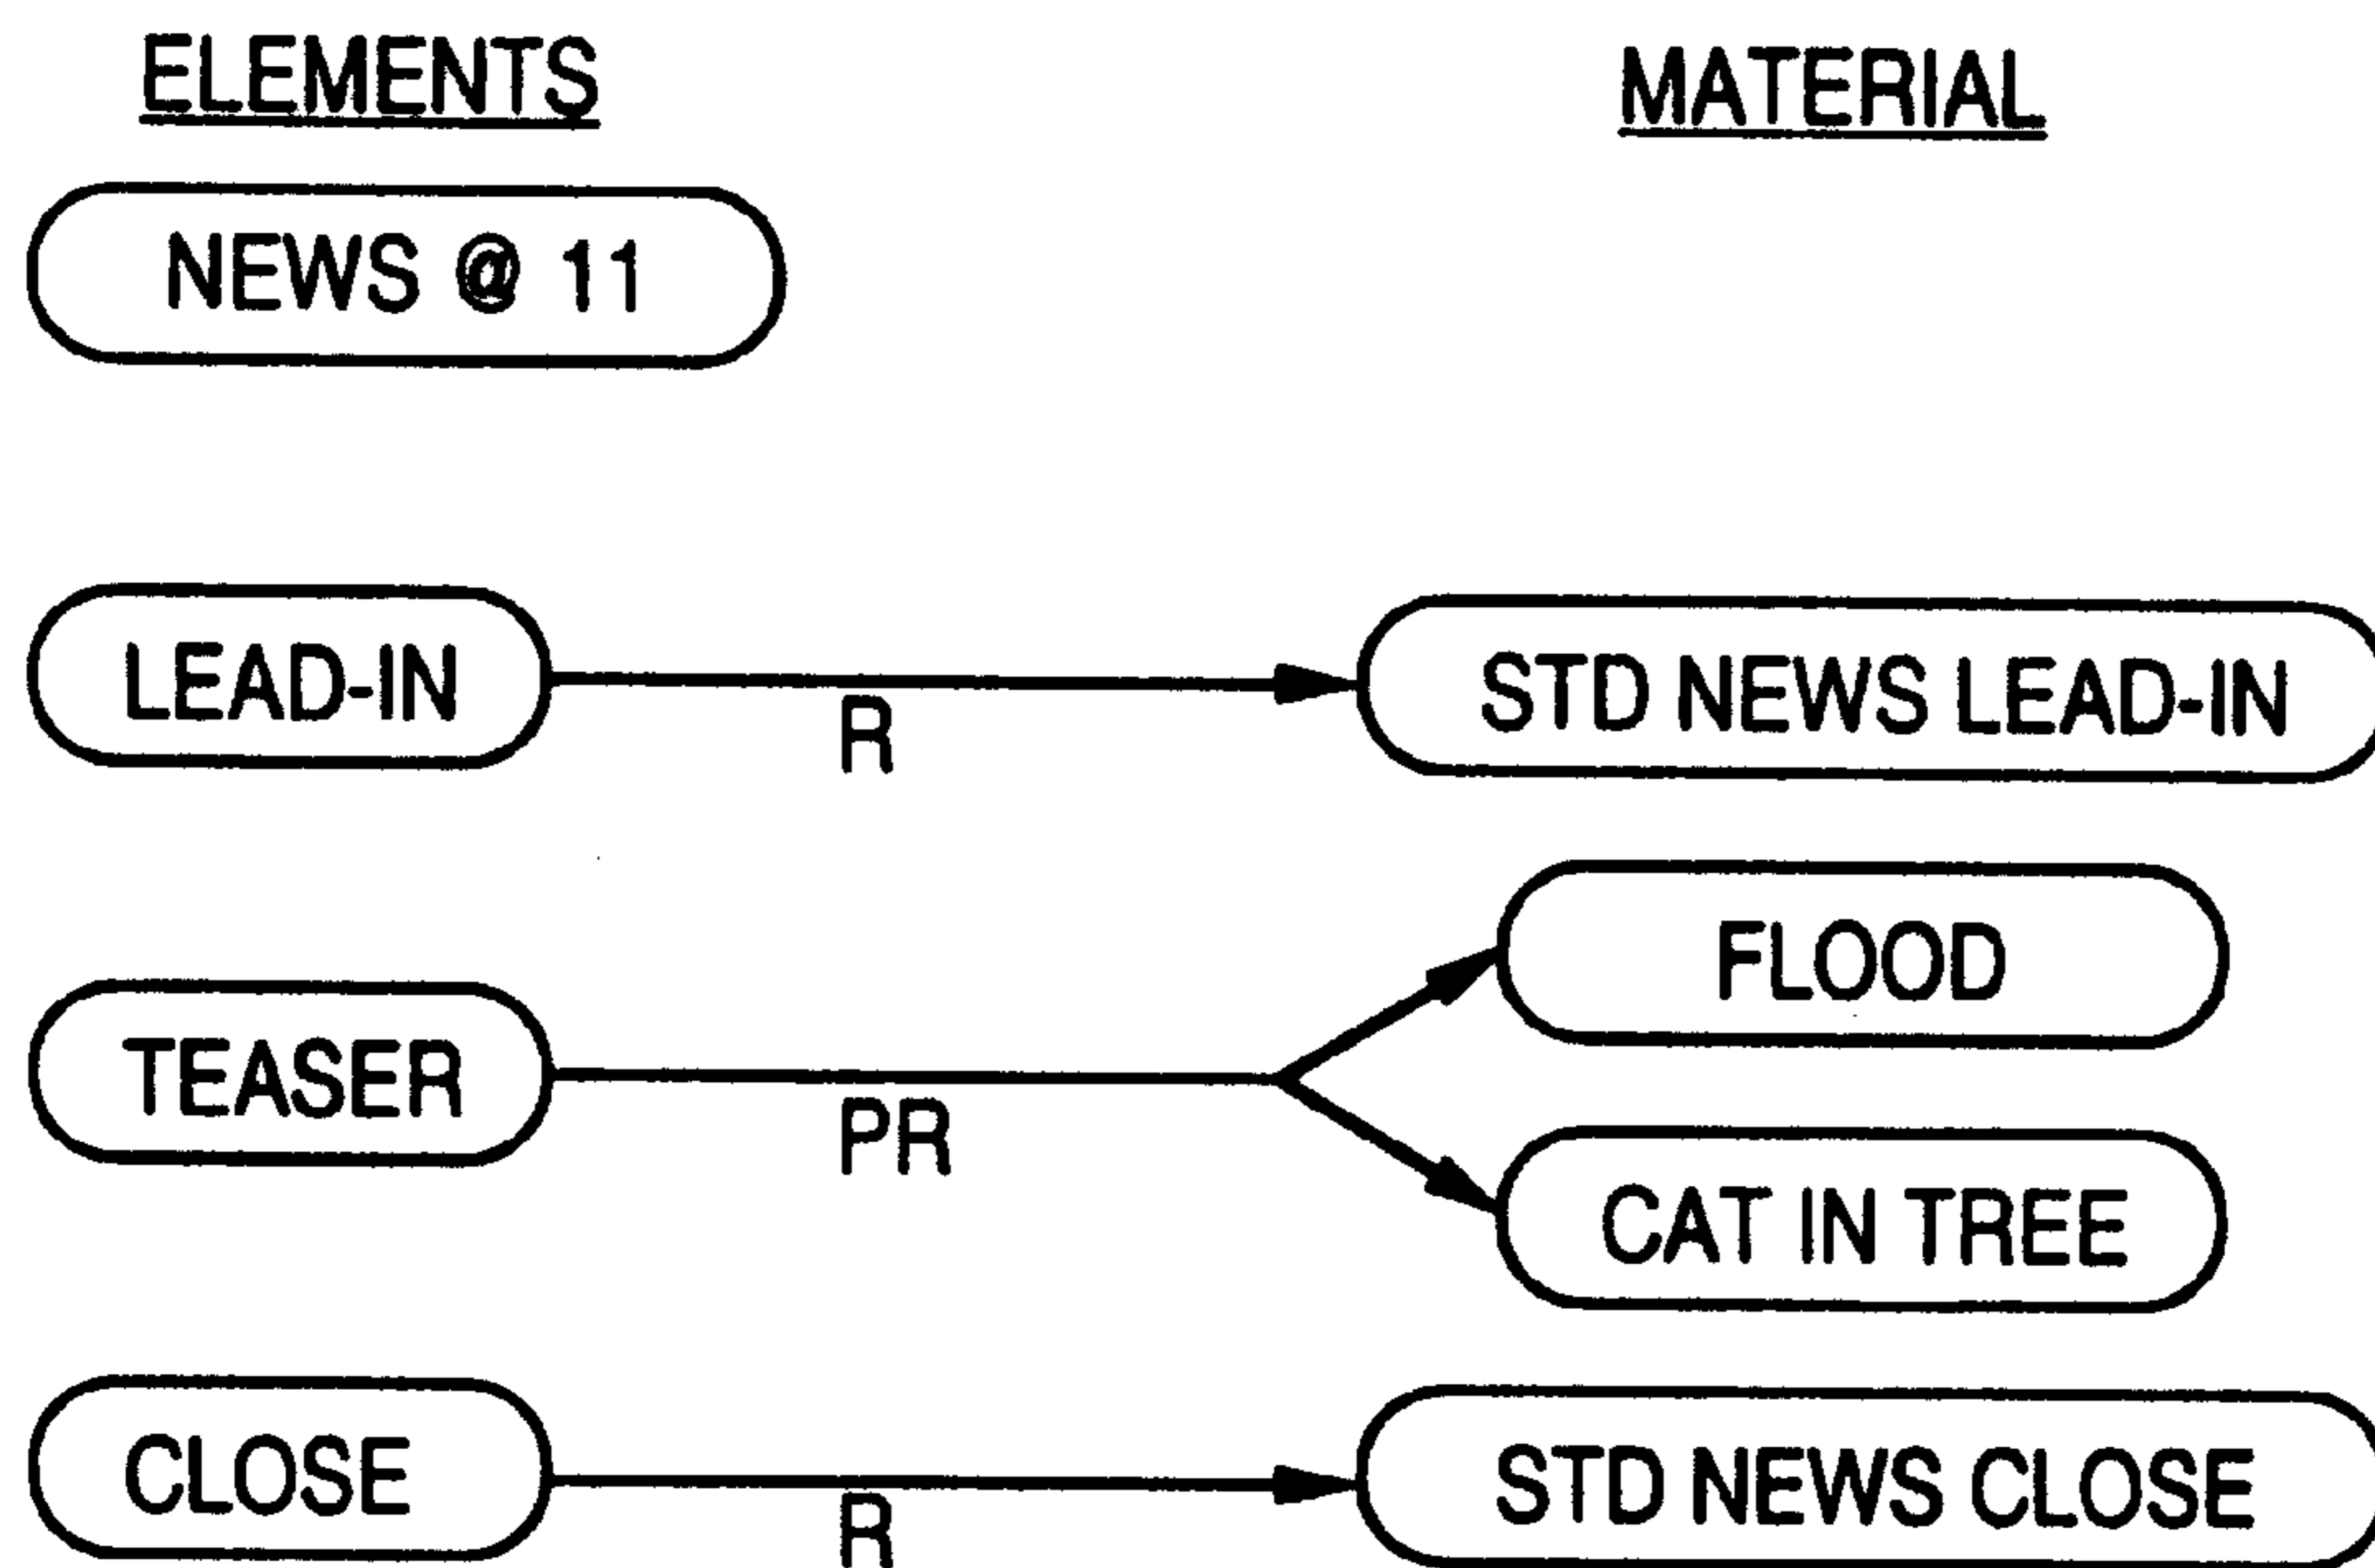 ELEMENTS MATERIAL
NEWS @ 11
LEAD-IN STD NEWS LEAD-IN
R
FLOOD
TEASER
PR
CAT IN TREE
CLOSE STD NEWS CLOSE
R